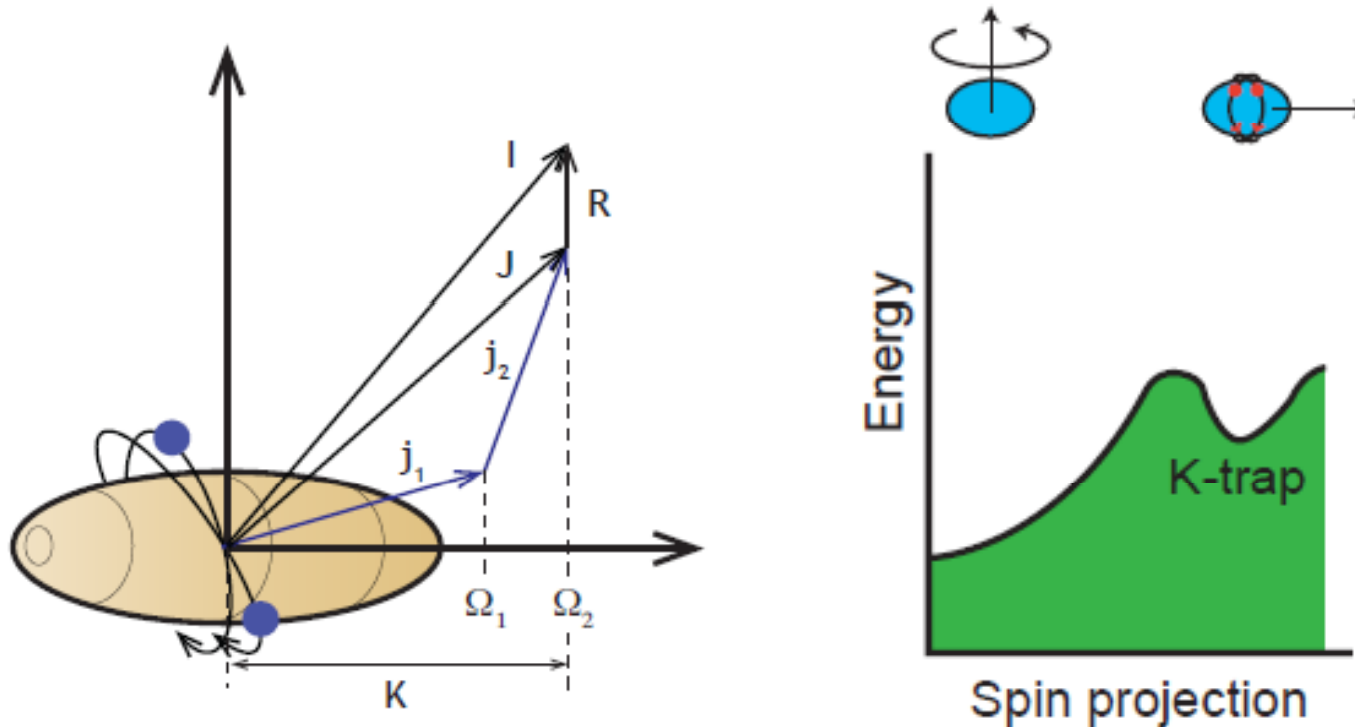 I
R
J
j₂
j₁
Ω₁ Ω₂
K
Energy
K-trap
Spin projection